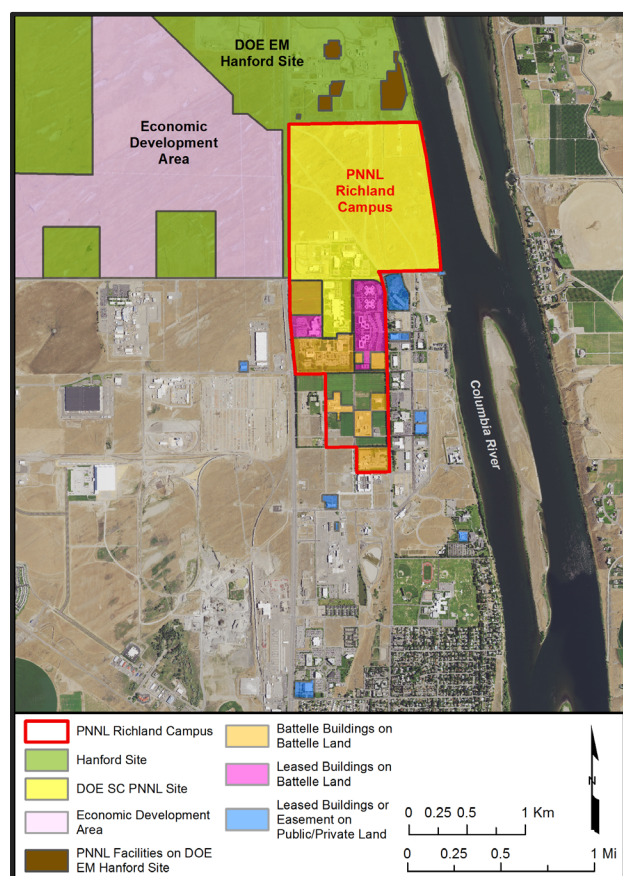 DOE EM
Hanford Site
Economic
Development
Area
PNNL
Richland
Campus
Columbia River
PNNL Richland Campus
Hanford Site
DOE SC PNNL Site
Economic Development
Area
PNNL Facilities on DOE
EM Hanford Site
Battelle Buildings on
Battelle Land
Leased Buildings on
Battelle Land
Leased Buildings or
Easement on
Public/Private Land
N
0 0.25 0.5 1 Km
0 0.25 0.5 1 Mi